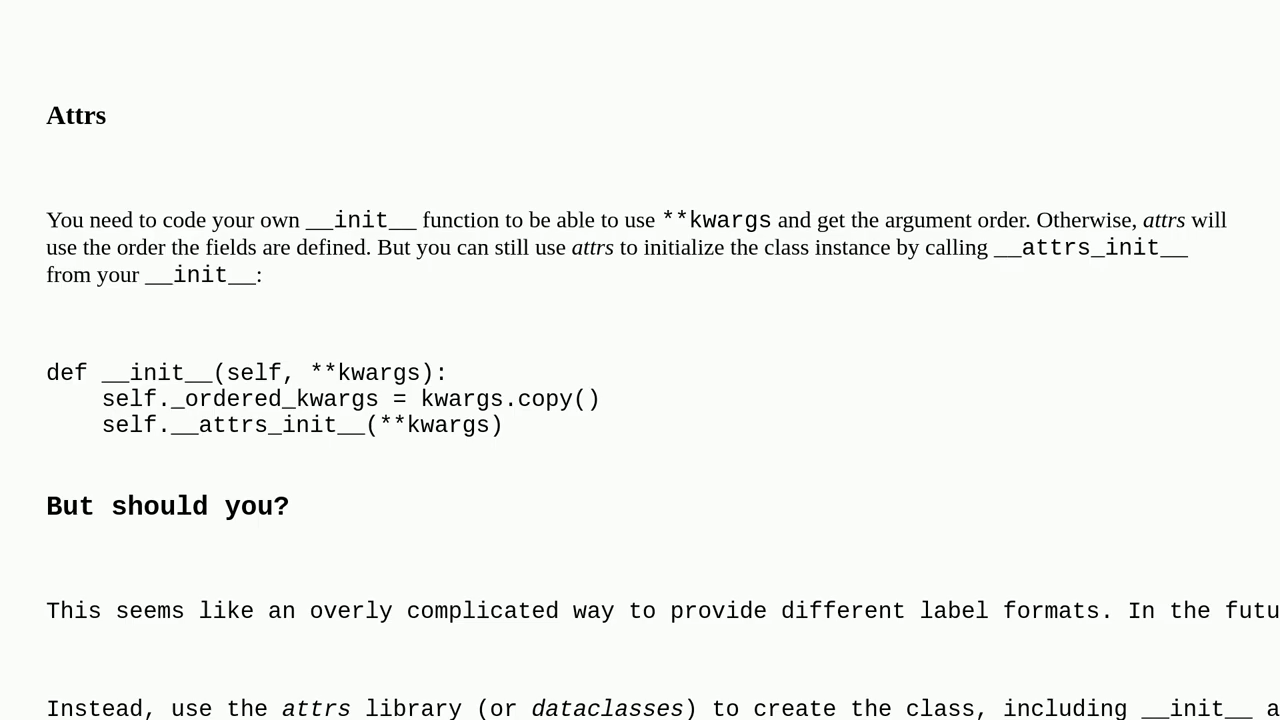 Attrs
You need to code your own __init__ function to be able to use **kwargs and get the argument order. Otherwise, attrs will
use the order the fields are defined. But you can still use attrs to initialize the class instance by calling __attrs_init__
from your __init__:
def __init__(self, **kwargs):
    self._ordered_kwargs = kwargs.copy()
    self.__attrs_init__(**kwargs)
But should you?
This seems like an overly complicated way to provide different label formats. In the futu
Instead, use the attrs library (or dataclasses) to create the class, including __init__ a